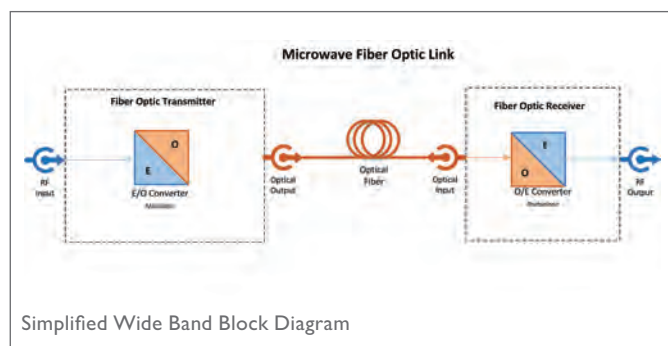 Microwave Fiber Optic Link
Fiber Optic Transmitter
Fiber Optic Receiver
O
E
E
O
RF
Input
E/O Converter
Optical
Output
Optical
Fiber
Optical
Input
O/E Converter
RF
Output
Simplified Wide Band Block Diagram